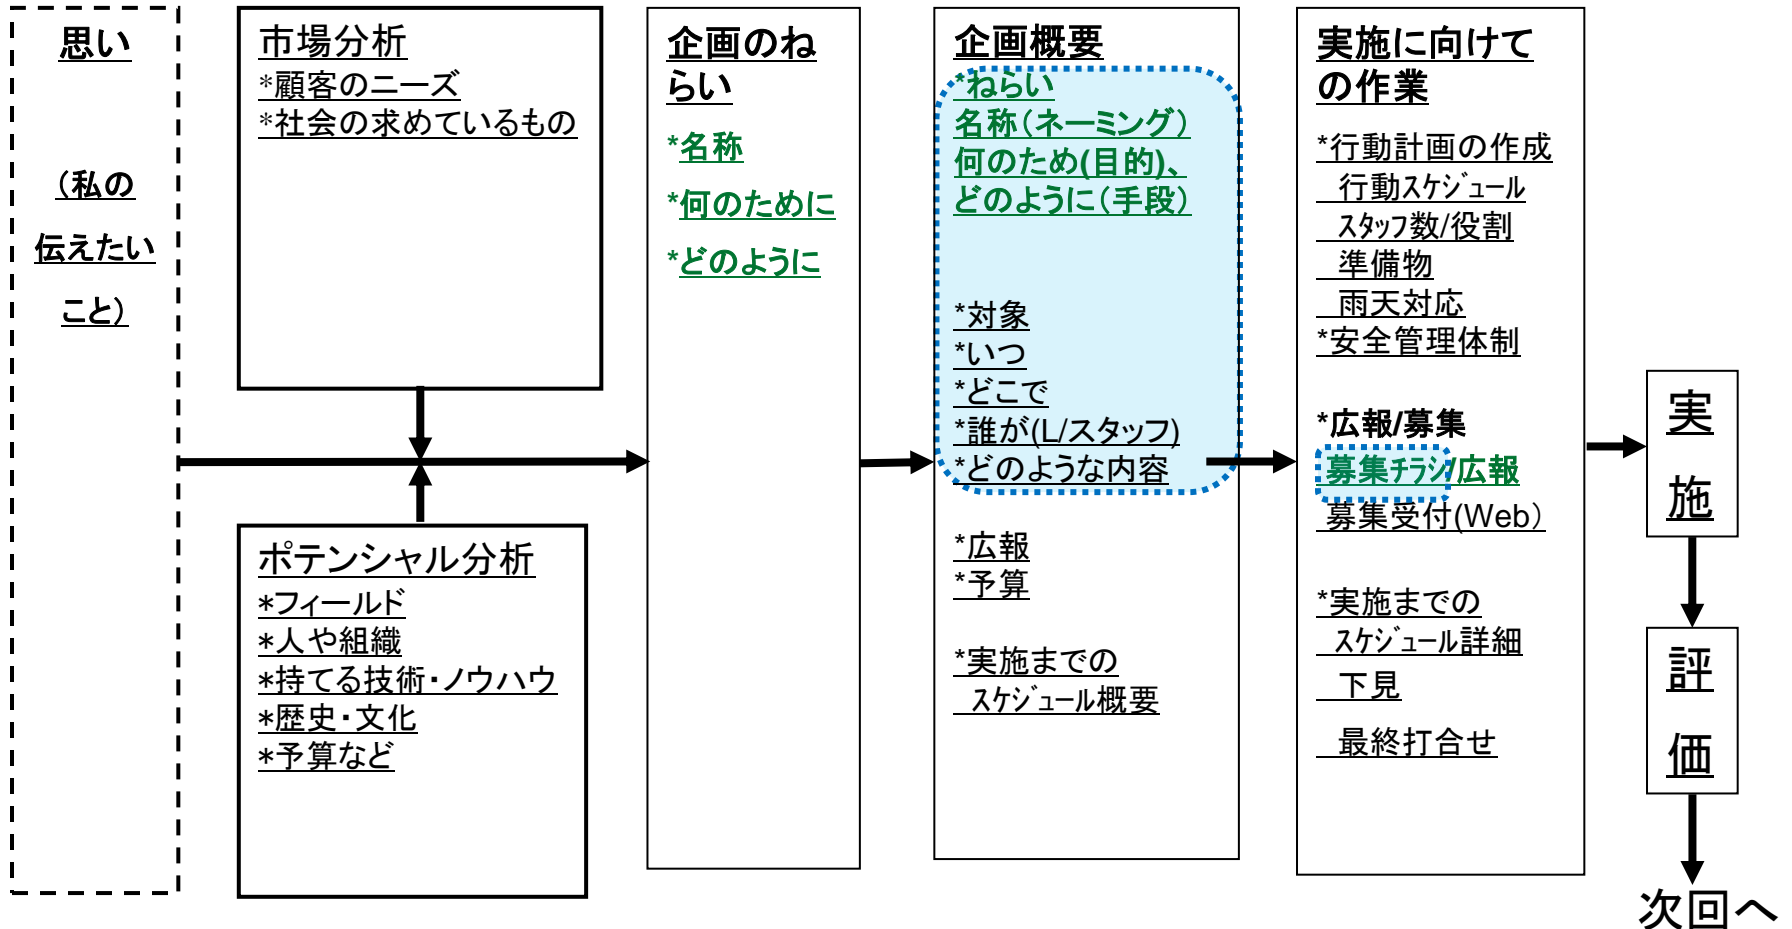 思い
（私の
伝えたい
こと）
市場分析
*顧客のニーズ
*社会の求めているもの
ポテンシャル分析
*フィールド
*人や組織
*持てる技術・ノウハウ
*歴史・文化
*予算など
企画のね
らい
*名称
*何のために
*どのように
企画概要
*ねらい
名称（ネーミング）
何のため(目的)、
どのように（手段）
*対象
*いつ
*どこで
*誰が(L/スタッフ)
*どのような内容
*広報
*予算
*実施までの
ｽｹｼﾞｭｰﾙ概要
実施に向けて
の作業
*行動計画の作成
行動ｽｹｼﾞｭｰﾙ
ｽﾀｯﾌ数/役割
準備物
雨天対応
*安全管理体制
*広報/募集
募集ﾁﾗｼ/広報
募集受付(Web）
*実施までの
ｽｹｼﾞｭｰﾙ詳細
下見
最終打合せ
実
施
評
価
次回へ